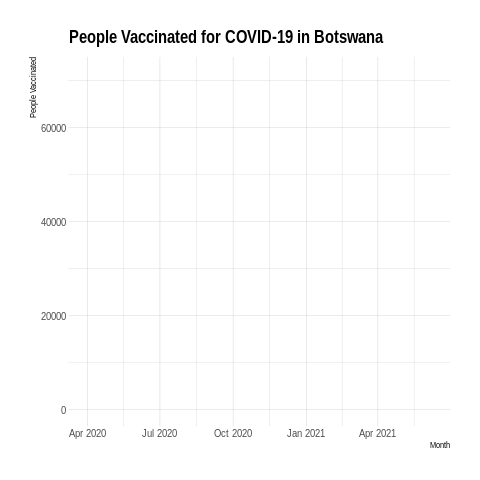 People Vaccinated for COVID-19 in Botswana
People Vaccinated
60000
40000
20000
0
Apr 2020 Jul 2020 Oct 2020 Jan 2021 Apr 2021
Month